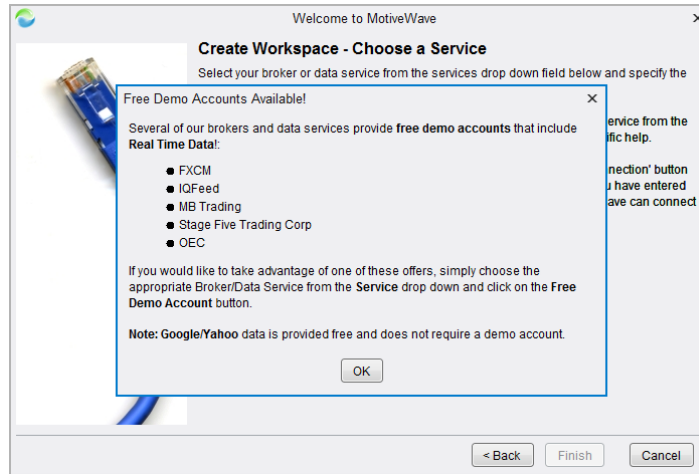 Welcome to MotiveWave
Create Workspace - Choose a Service
Select your broker or data service from the services drop down field below and specify the
Free Demo Accounts Available!
Several of our brokers and data services provide free demo accounts that include
Real Time Data!:
FXCM
IQFeed
MB Trading
Stage Five Trading Corp
OEC
If you would like to take advantage of one of these offers, simply choose the
appropriate Broker/Data Service from the Service drop down and click on the Free
Demo Account button.
Note: Google/Yahoo data is provided free and does not require a demo account.
OK
from the
help.
button
have entered
can connect
< Back
Finish
Cancel